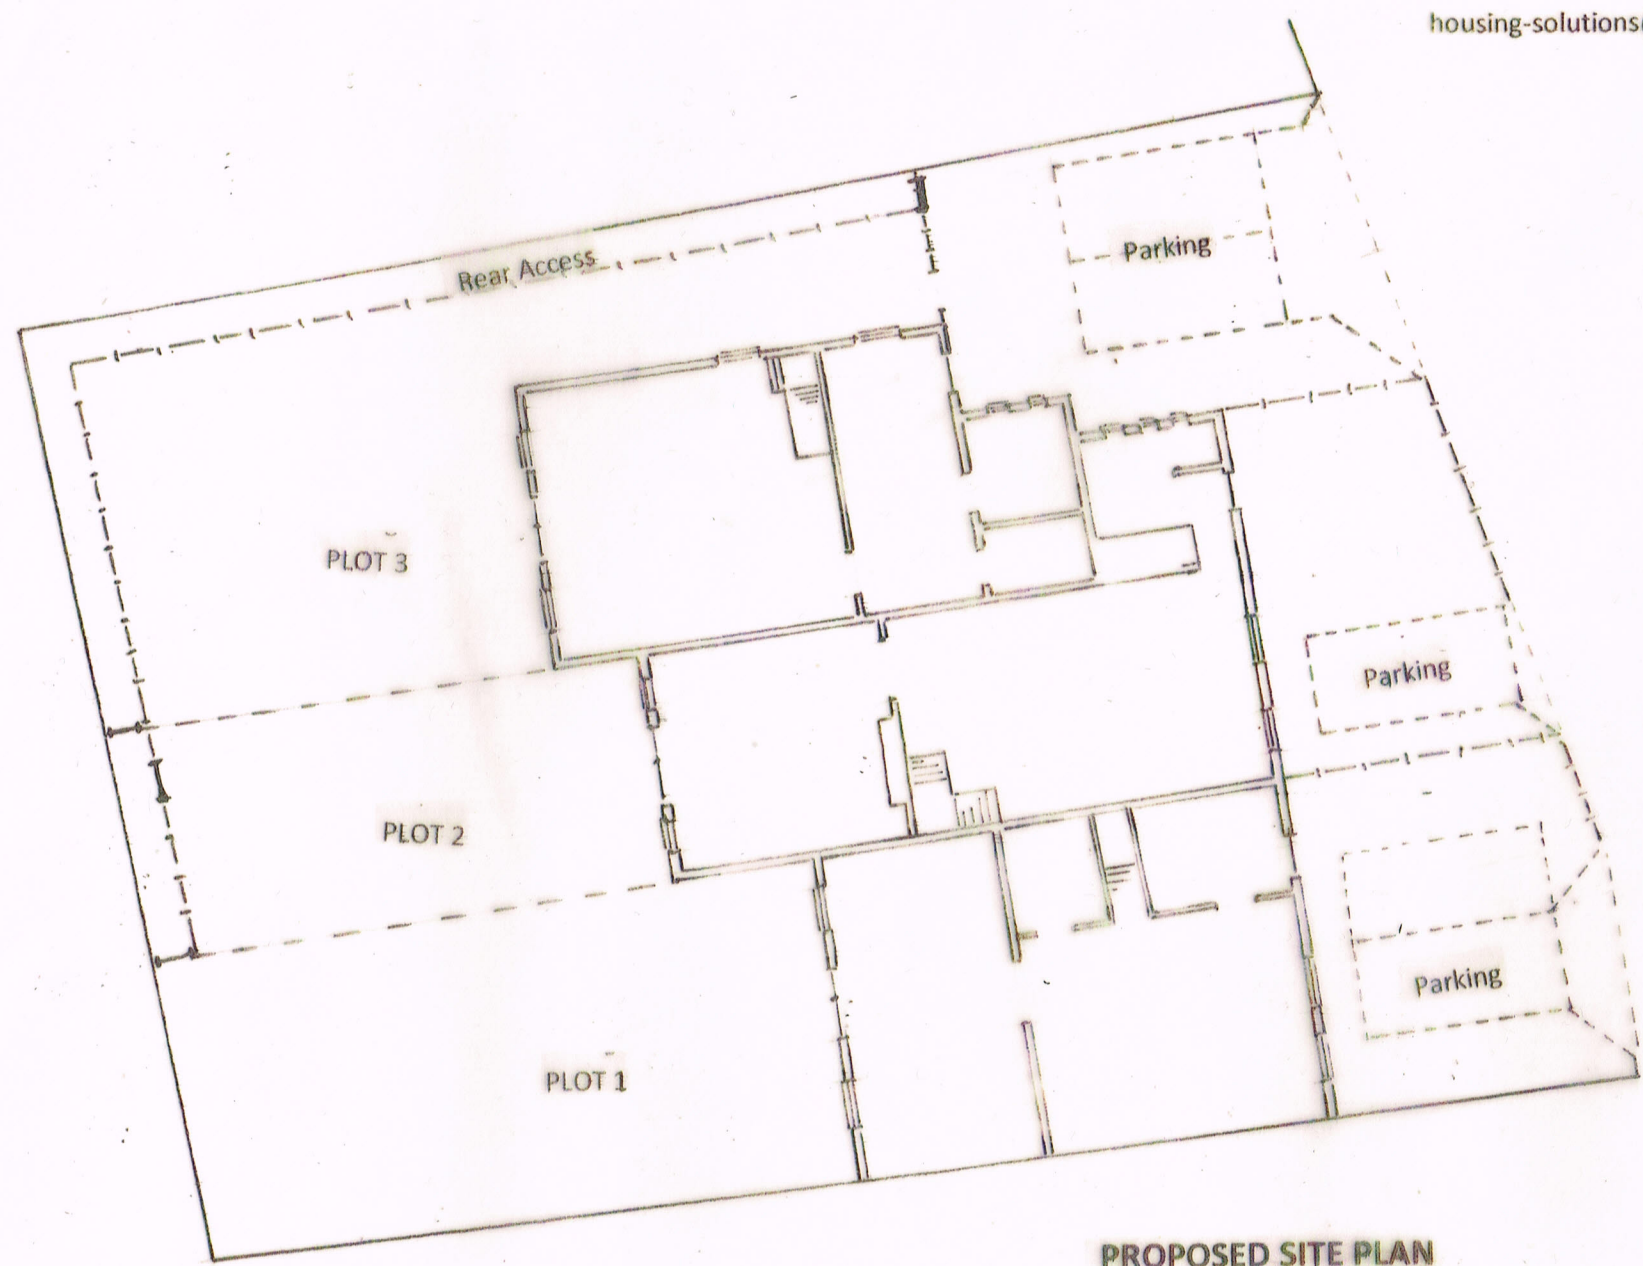 housing-solutions
Parking
Rear Access
PLOT 3
Parking
PLOT 2
Parking
PLOT 1
PROPOSED SITE PLAN